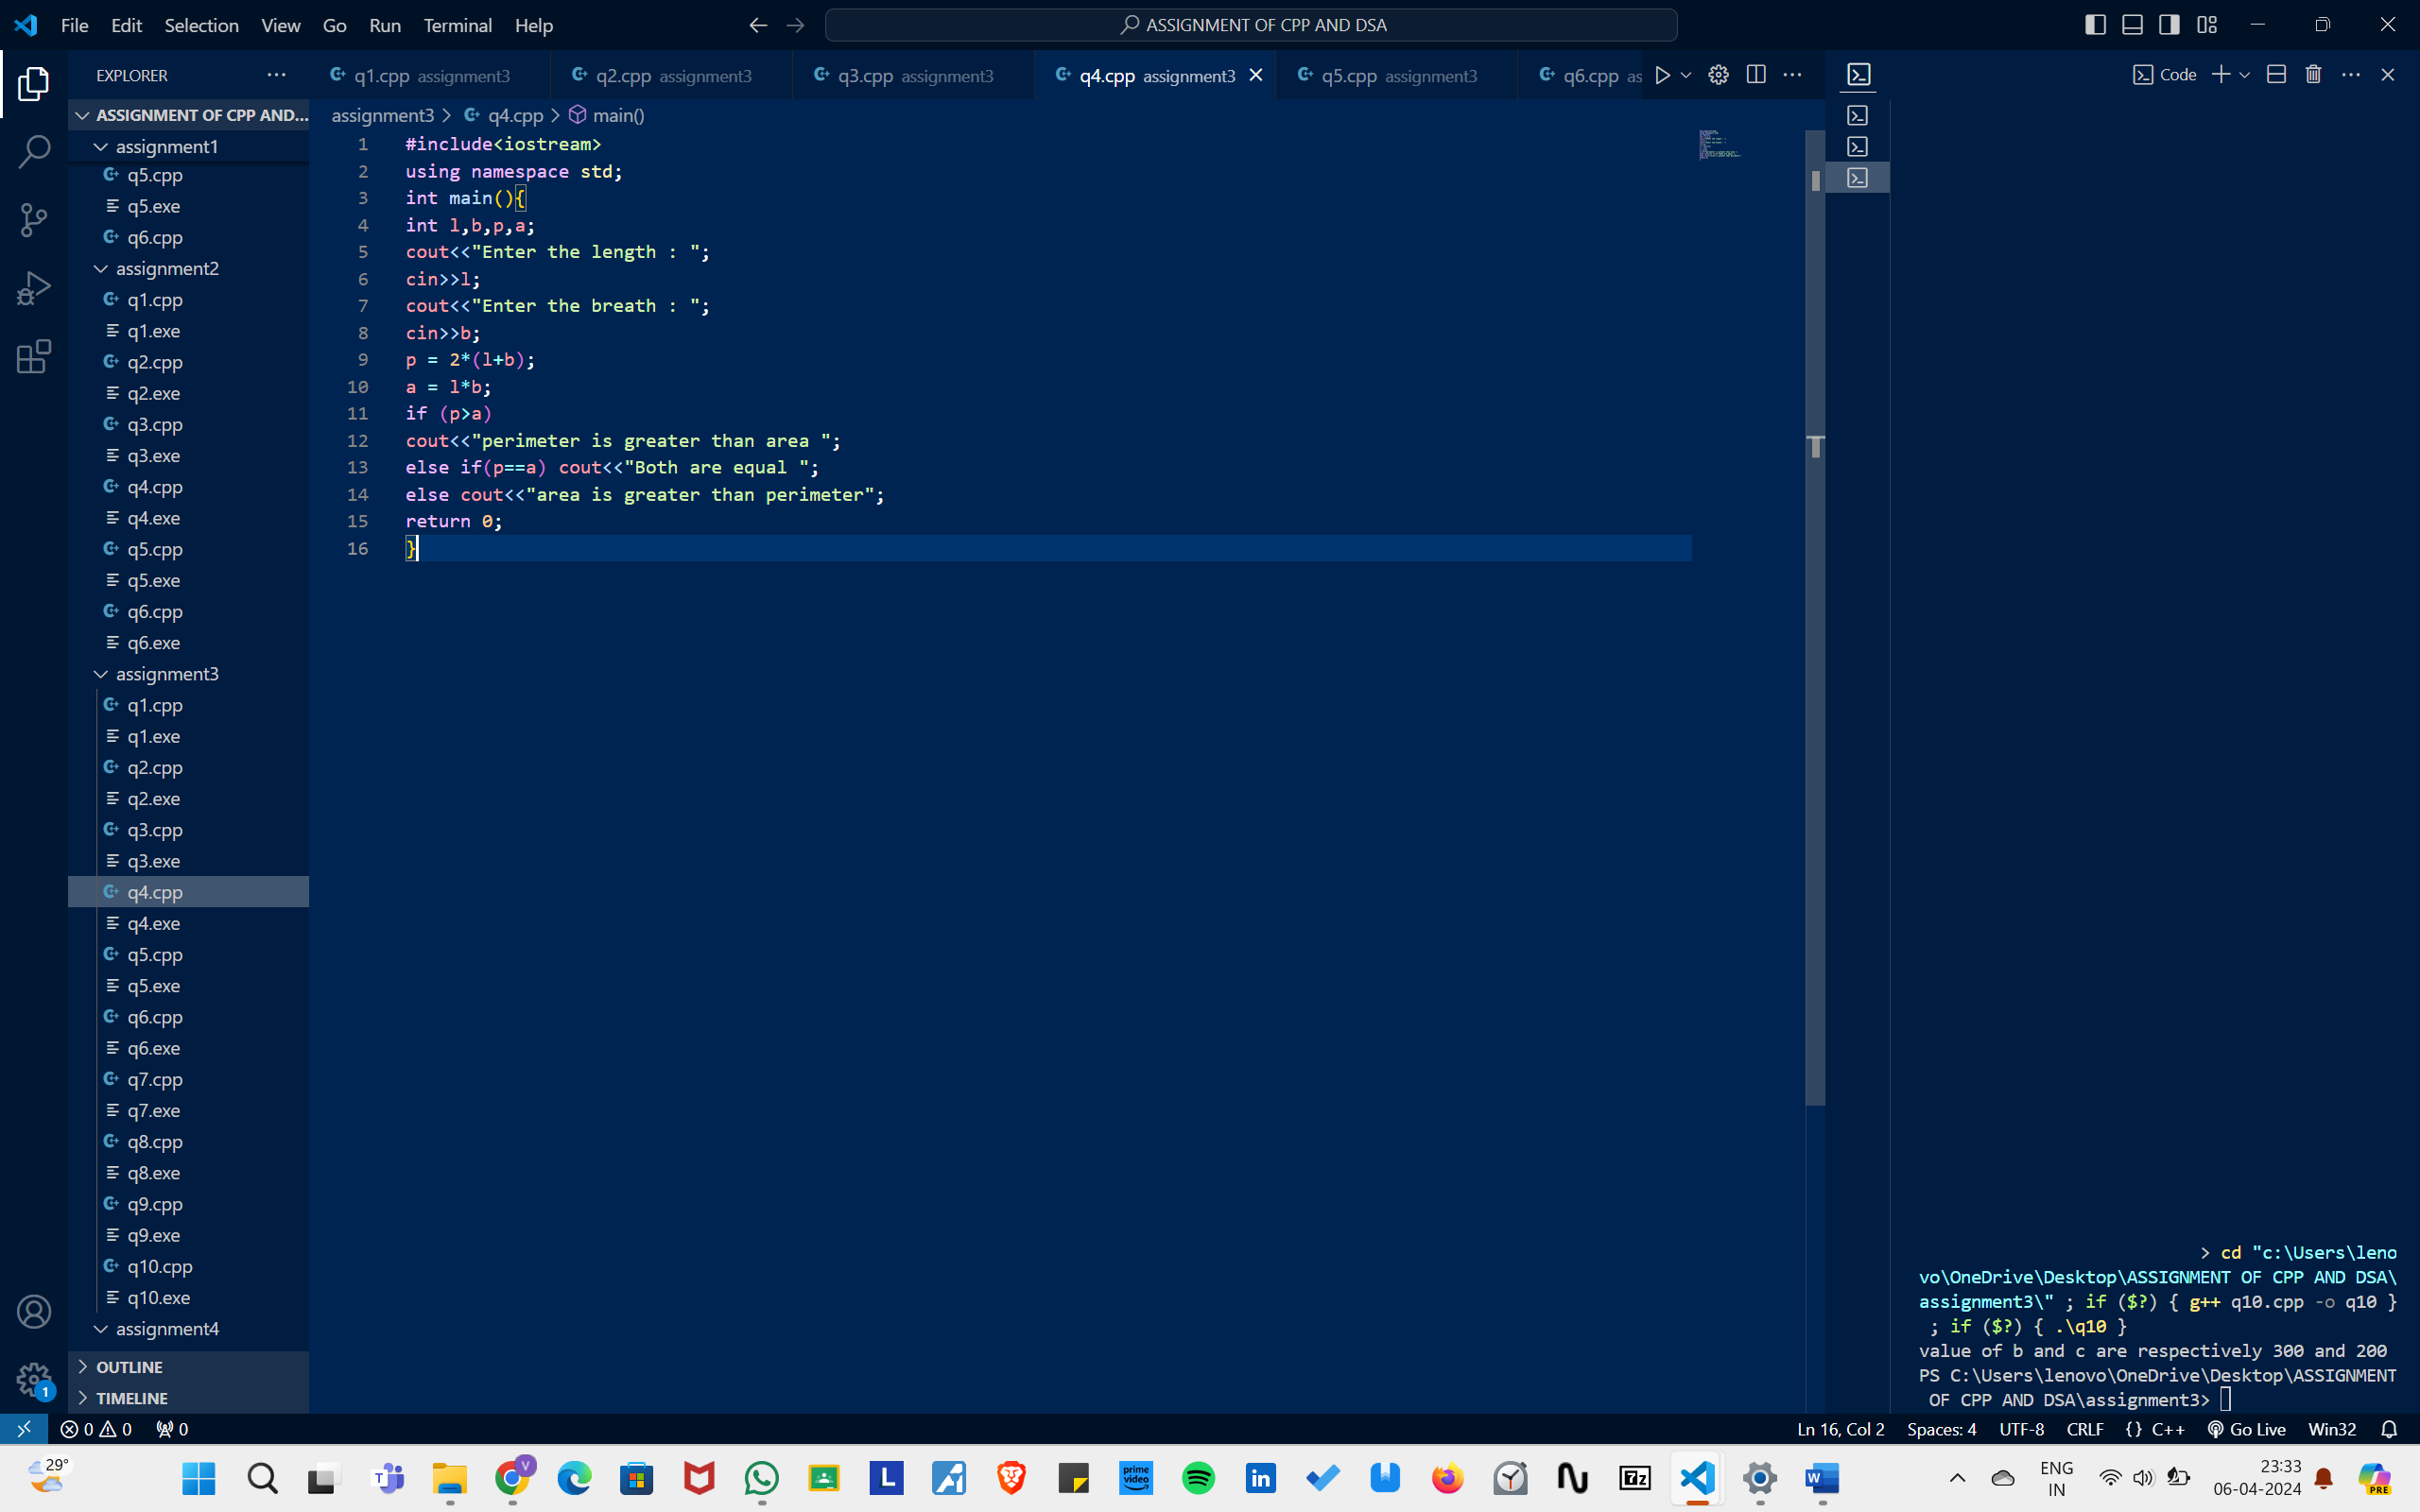 File Edit Selection View Go Run Terminal Help
ASSIGNMENT OF CPP AND DSA
EXPLORER
q1.cpp assignment3
q2.cpp assignment3
q3.cpp assignment3
q4.cpp assignment3
q5.cpp assignment3
q6.cpp as
Code
ASSIGNMENT OF CPP AND...
assignment1
q5.cpp
q5.exe
q6.cpp
assignment2
q1.cpp
q1.exe
q2.cpp
q2.exe
q3.cpp
q3.exe
q4.cpp
q4.exe
q5.cpp
q5.exe
q6.cpp
q6.exe
assignment3
q1.cpp
q1.exe
q2.cpp
q2.exe
q3.cpp
q3.exe
q4.cpp
q4.exe
q5.cpp
q5.exe
q6.cpp
q6.exe
q7.cpp
q7.exe
q8.cpp
q8.exe
q9.cpp
q9.exe
q10.cpp
q10.exe
assignment4
OUTLINE
TIMELINE
assignment3 > q4.cpp > main()
1 #include<iostream>
2 using namespace std;
3 int main(){
4 int l,b,p,a;
5 cout<<"Enter the length : ";
6 cin>>l;
7 cout<<"Enter the breath : ";
8 cin>>b;
9 p = 2*(l+b);
10 a = l*b;
11 if (p>a)
12 cout<<"perimeter is greater than area ";
13 else if(p==a) cout<<"Both are equal ";
14 else cout<<"area is greater than perimeter";
15 return 0;
16 }
> cd "c:\Users\leno
vo\OneDrive\Desktop\ASSIGNMENT OF CPP AND DSA\
assignment3\" ; if ($?) { g++ q10.cpp -o q10 }
; if ($?) { .\q10 }
value of b and c are respectively 300 and 200
PS C:\Users\lenovo\OneDrive\Desktop\ASSIGNMENT
OF CPP AND DSA\assignment3>
1
0 0 0
Ln 16, Col 2 Spaces: 4 UTF-8 CRLF {} C++ Go Live Win32
29°
V
T
L
prime video
in
7z
W
ENG
IN
23:33
06-04-2024
PRE